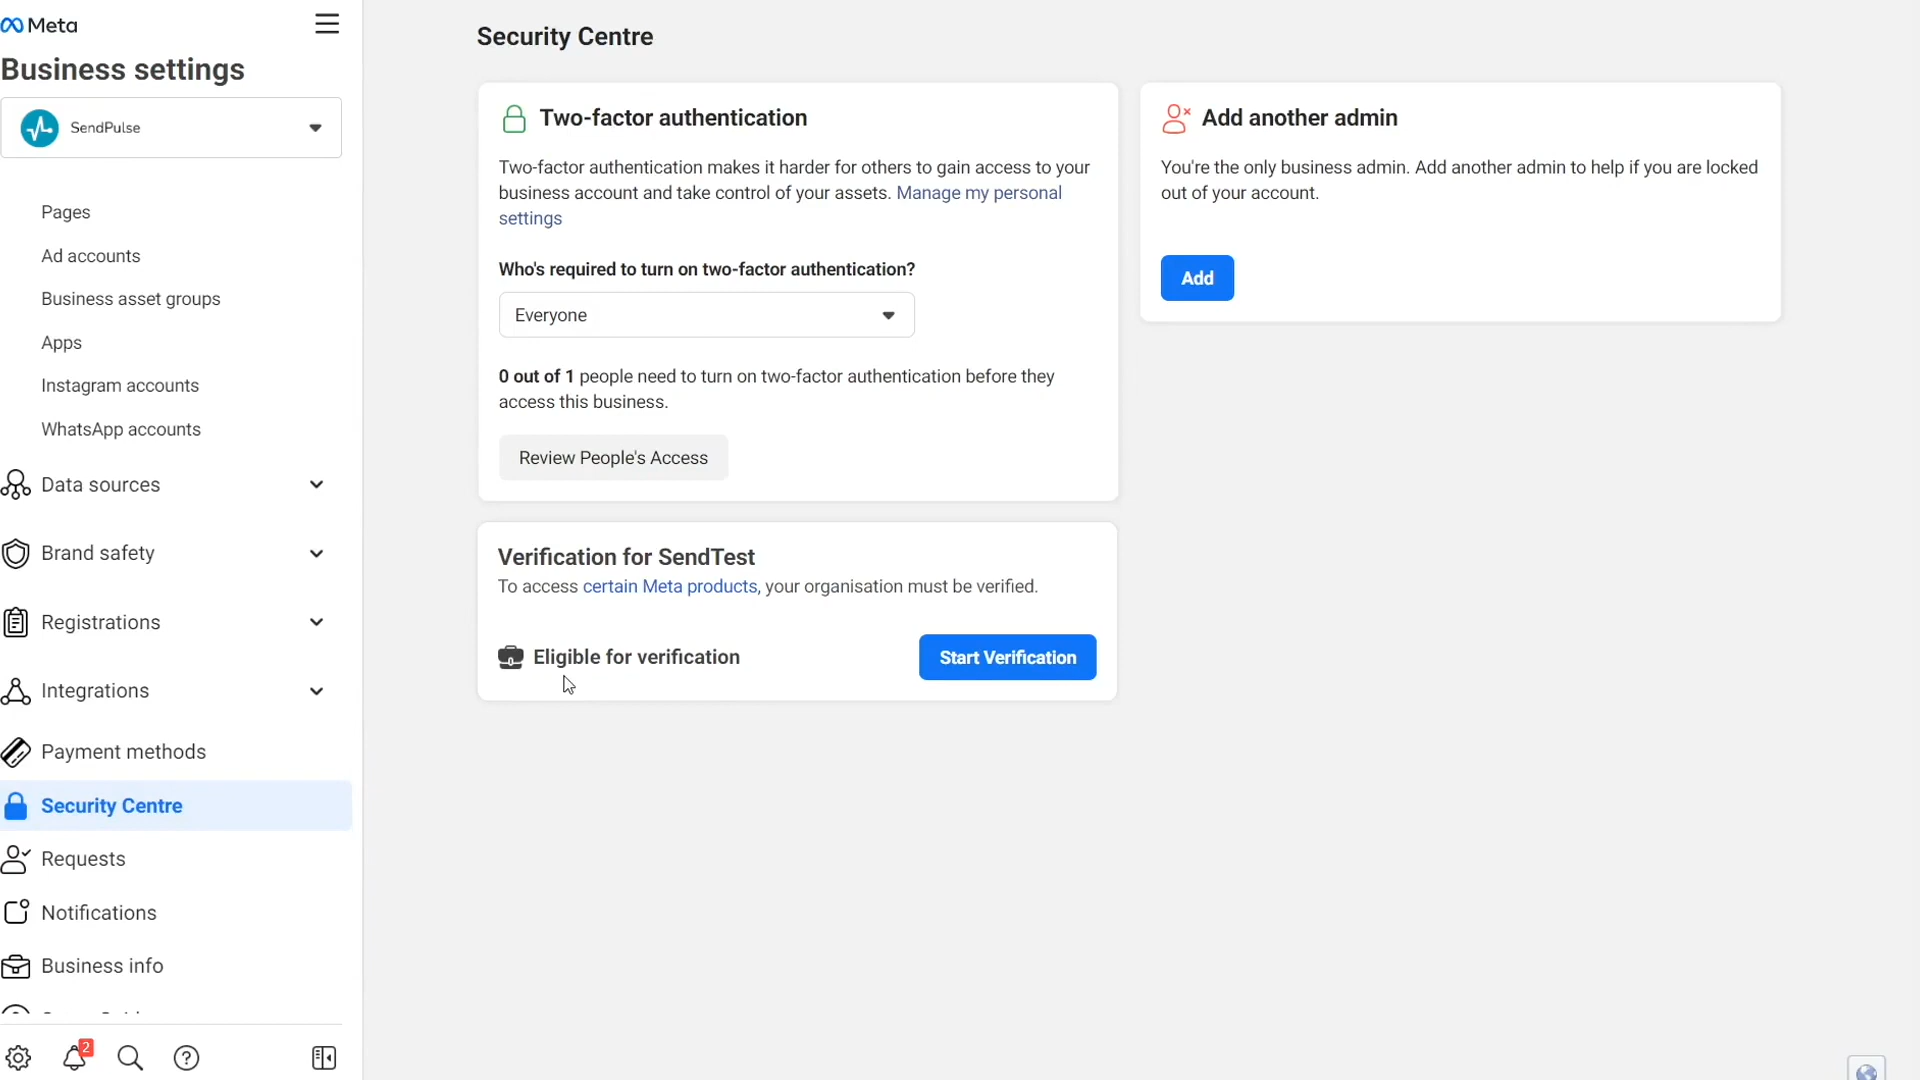 Meta
Business settings
SendPulse
Pages
Ad accounts
Business asset groups
Apps
Instagram accounts
WhatsApp accounts
Data sources
Brand safety
Registrations
Integrations
Payment methods
Security Centre
Requests
Notifications
Business info
2
Security Centre
Two-factor authentication
Two-factor authentication makes it harder for others to gain access to your
business account and take control of your assets. Manage my personal
settings
Who's required to turn on two-factor authentication?
Everyone
0 out of 1 people need to turn on two-factor authentication before they
access this business.
Review People's Access
Add another admin
You're the only business admin. Add another admin to help if you are locked
out of your account.
Add
Verification for SendTest
To access certain Meta products, your organisation must be verified.
Eligible for verification
Start Verification